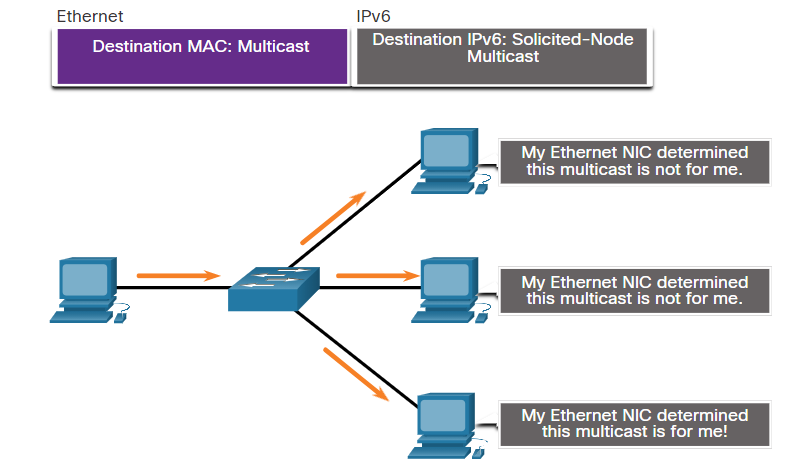 Ethernet
IPv6
Destination MAC: Multicast
Destination IPv6: Solicited-Node
Multicast
My Ethernet NIC determined
this multicast is not for me.
My Ethernet NIC determined
this multicast is not for me.
My Ethernet NIC determined
this multicast is for me!